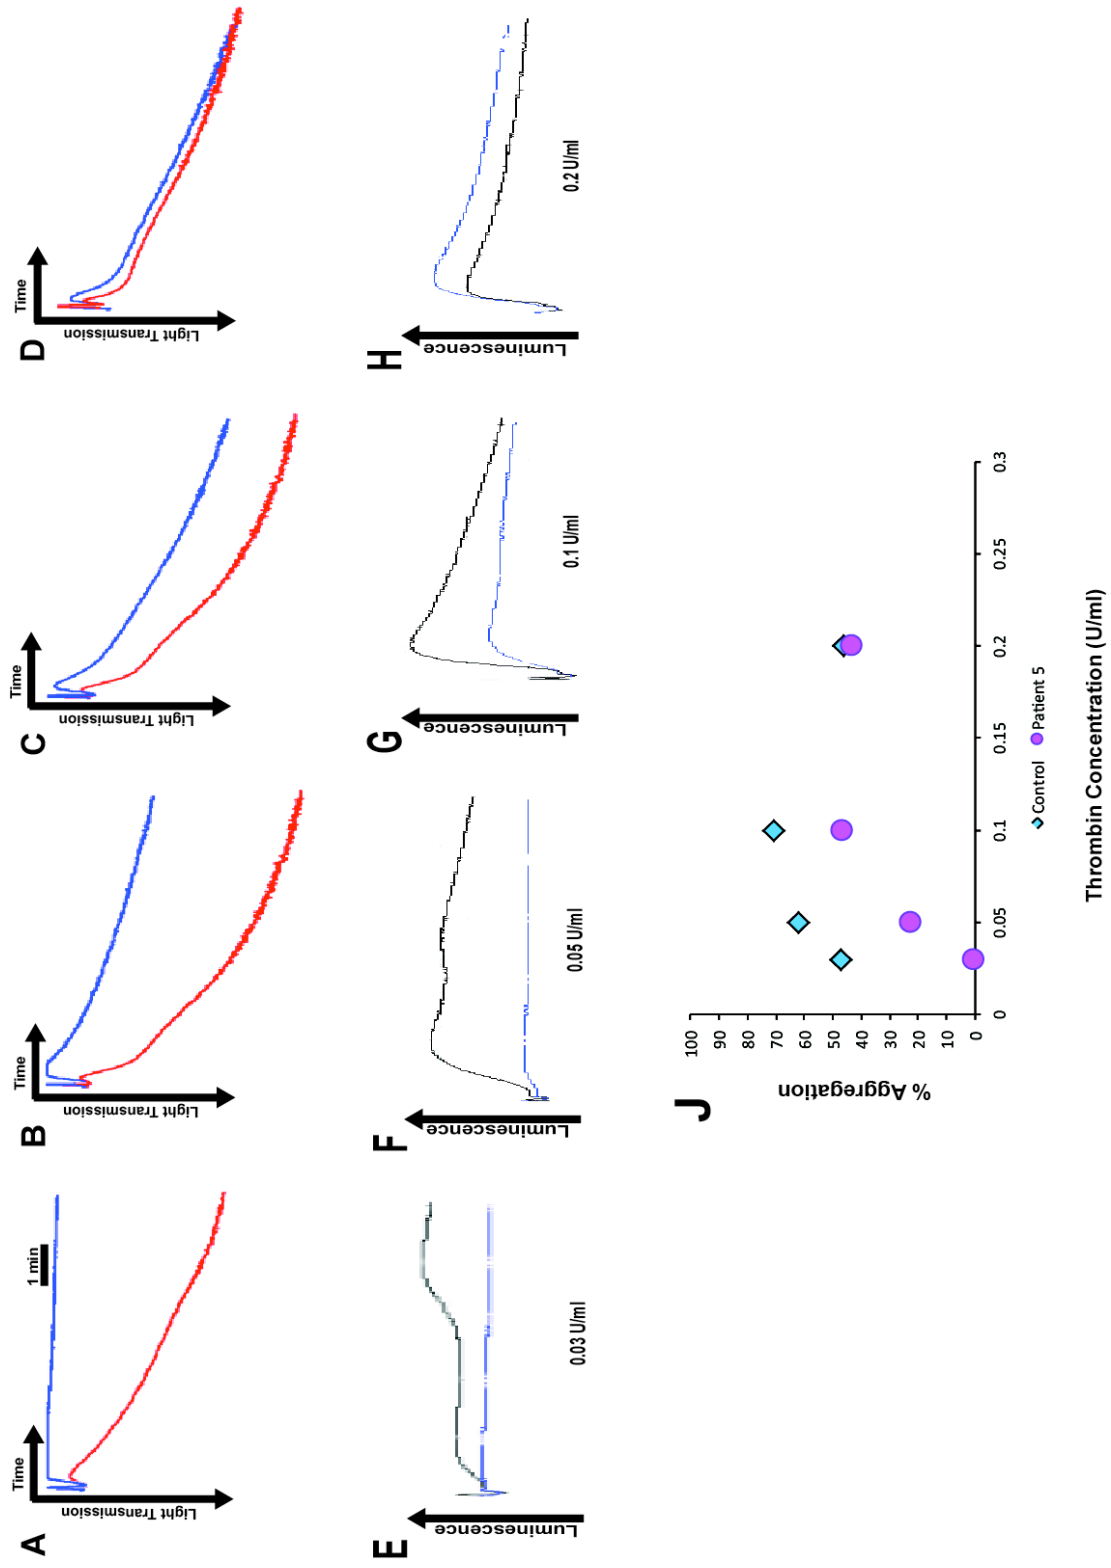 A
Time
Light Transmission
1 min
B
Time
Light Transmission
C
Time
Light Transmission
D
Time
Light Transmission
E
Luminescence
0.03 U/ml
F
Luminescence
0.05 U/ml
G
Luminescence
0.1 U/ml
H
Luminescence
0.2 U/ml
J
% Aggregation
100
90
80
70
60
50
40
30
20
10
0
0 0.05 0.1 0.15 0.2 0.25 0.3
Control Patient 5
Thrombin Concentration (U/ml)